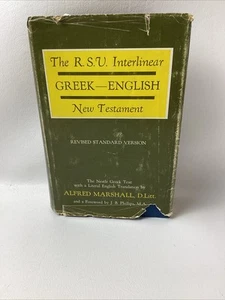 The R.S.V. Interlinear
GREEK—ENGLISH
New Testament
REVISED STANDARD VERSION
The Nestle Greek Text
with a Literal English Translation by
ALFRED MARSHALL, D.Litt.
and a Foreword by J. B. Phillips, M.A.